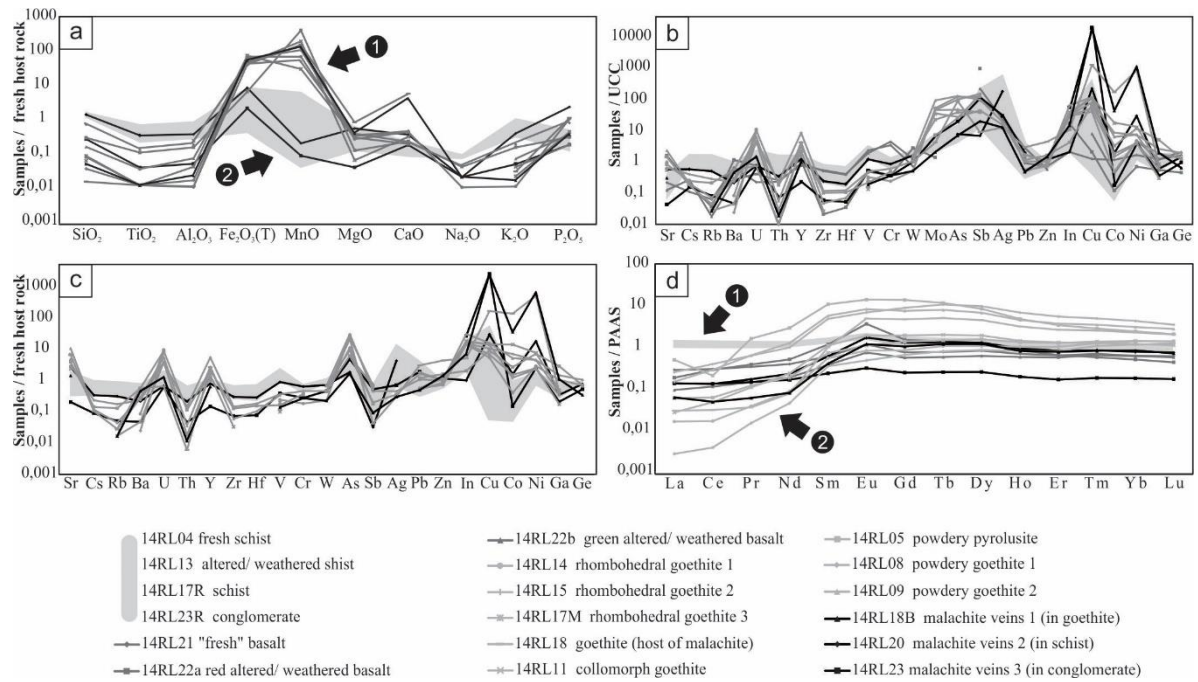 a
Samples / fresh host rock
1000
100
10
1
0,1
0,01
0,001
1
2
SiO₂ TiO₂ Al₂O₃ Fe₂O₃(T) MnO MgO CaO Na₂O K₂O P₂O₅
b
Samples / UCC
10000
1000
100
10
1
0,1
0,01
Sr Cs Rb Ba U Th Y Zr Hf V Cr W Mo As Sb Ag Pb Zn In Cu Co Ni Ga Ge
c
Samples / fresh host rock
1000
100
10
1
0,1
0,01
0,001
Sr Cs Rb Ba U Th Y Zr Hf V Cr W As Sb Ag Pb Zn In Cu Co Ni Ga Ge
d
Samples / PAAS
100
10
1
0,1
0,01
0,001
1
2
La Ce Pr Nd Sm Eu Gd Tb Dy Ho Er Tm Yb Lu
14RL04 fresh schist
14RL13 altered/ weathered shist
14RL17R schist
14RL23R conglomerate
14RL21 "fresh" basalt
14RL22a red altered/ weathered basalt
14RL22b green altered/ weathered basalt
14RL14 rhombohedral goethite 1
14RL15 rhombohedral goethite 2
14RL17M rhombohedral goethite 3
14RL18 goethite (host of malachite)
14RL11 collomorph goethite
14RL05 powdery pyrolusite
14RL08 powdery goethite 1
14RL09 powdery goethite 2
14RL18B malachite veins 1 (in goethite)
14RL20 malachite veins 2 (in schist)
14RL23 malachite veins 3 (in conglomerate)